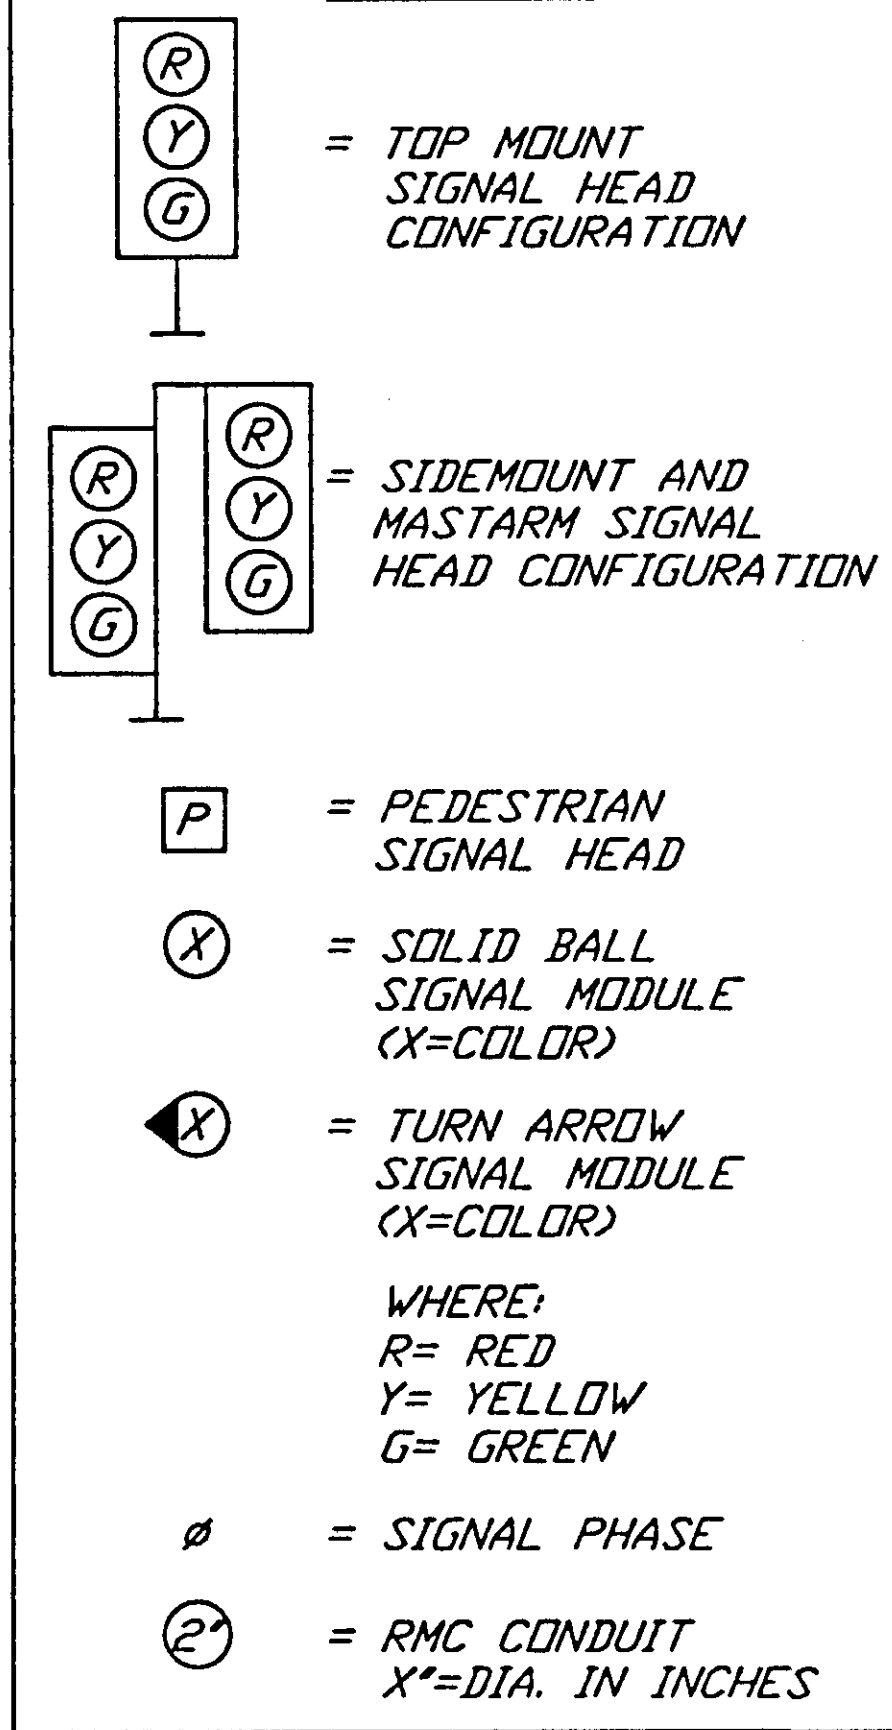 R
Y
G
= TOP MOUNT
SIGNAL HEAD
CONFIGURATION
R
Y
G
R
Y
G
= SIDEMOUNT AND
MASTARM SIGNAL
HEAD CONFIGURATION
P
= PEDESTRIAN
SIGNAL HEAD
X
= SOLID BALL
SIGNAL MODULE
(X=COLOR)
X
= TURN ARROW
SIGNAL MODULE
(X=COLOR)
WHERE:
R= RED
Y= YELLOW
G= GREEN
ø = SIGNAL PHASE
2" = RMC CONDUIT
X"=DIA. IN INCHES